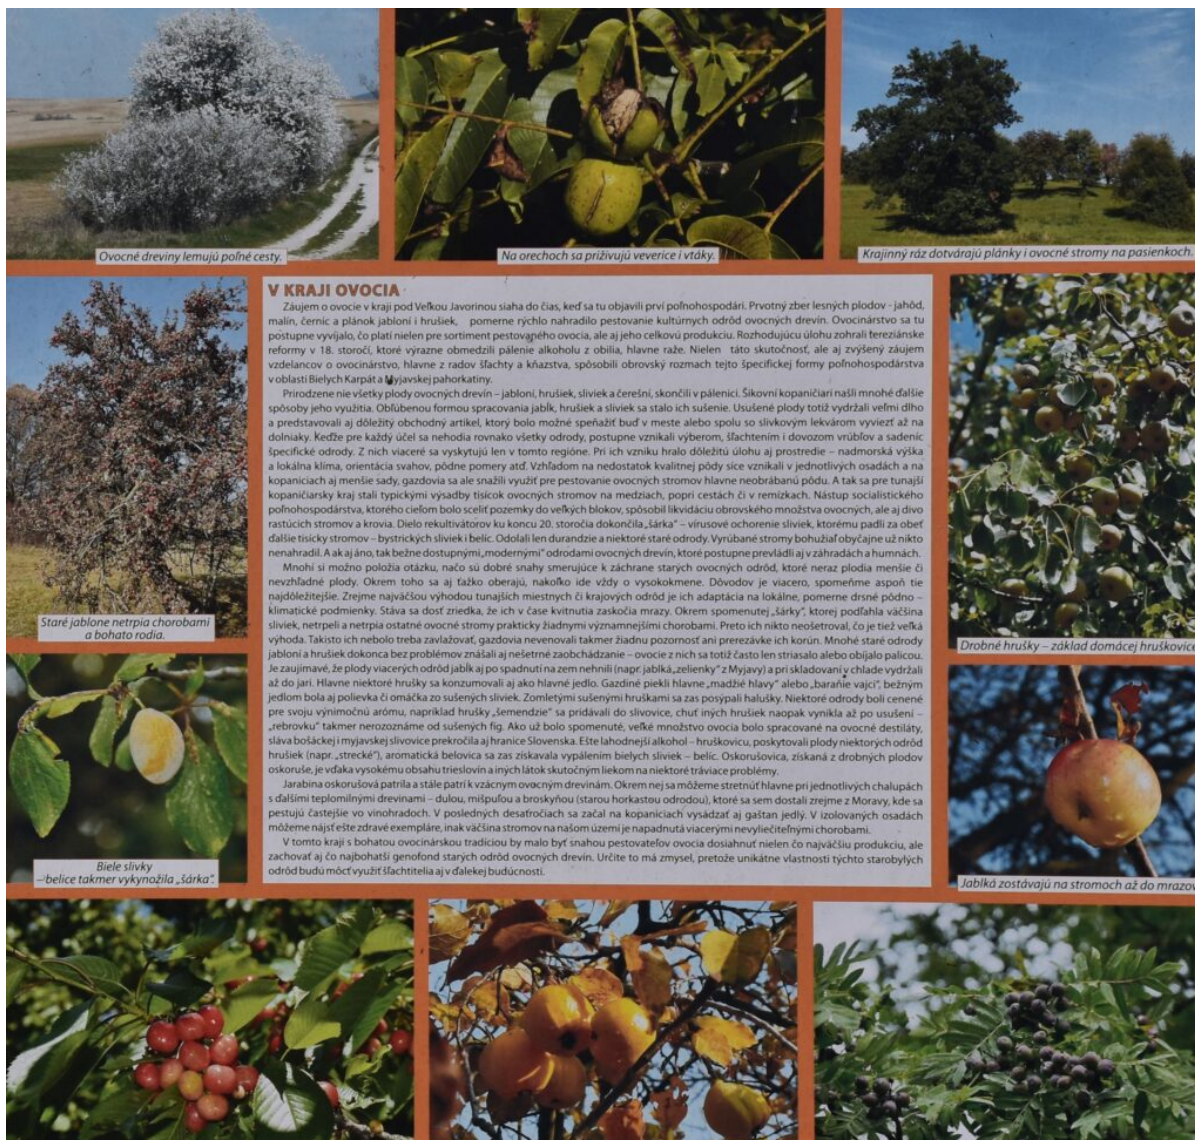 Ovocné dreviny lemujú poľné cesty.
Na orechoch sa priživujú veverice i vtáky.
Krajinný ráz dotvárajú plánky i ovocné stromy na pasienkoch.
V KRAJI OVOCIA
Záujem o ovocie v kraji pod Veľkou Javorinou siaha do čias, keď sa tu objavili prví poľnohospodári. Prvotný zber lesných plodov - jahôd,
malín, černíc a plánok jabloní i hrušiek, pomerne rýchlo nahradilo pestovanie kultúrnych odrôd ovocných drevín. Ovocinárstvo sa tu
postupne vyvíjalo, čo platí nielen pre sortiment pestovaného ovocia, ale aj jeho celkovú produkciu. Rozhodujúcu úlohu zohrali tereziánske
reformy v 18. storočí, ktoré výrazne obmedzili pálenie alkoholu z obilia, hlavne raže. Nielen táto skutočnosť, ale aj zvýšený záujem
vzdelancov o ovocinárstvo, hlavne z radov šľachty a kňazstva, spôsobili obrovský rozmach tejto špecifickej formy poľnohospodárstva
v oblasti Bielych Karpát a Myjavskej pahorkatiny.
Prirodzene nie všetky plody ovocných drevín – jabloní, hrušiek, sliviek a čerešní, skončili v pálenici. Šikovní kopaničiari našli mnohé ďalšie
spôsoby jeho využitia. Obľúbenou formou spracovania jabĺk, hrušiek a sliviek sa stalo ich sušenie. Usušené plody totiž vydržali veľmi dlho
a predstavovali aj dôležitý obchodný artikel, ktorý bolo možné speňažiť buď v meste alebo spolu so slivkovým lekvárom vyviezť až na
dolniaky. Keďže pre každý účel sa nehodia rovnako všetky odrody, postupne vznikali výberom, šľachtením i dovozom vrúbľov a sadeníc
špecifické odrody. Z nich viaceré sa vyskytujú len v tomto regióne. Pri ich vzniku hralo dôležitú úlohu aj prostredie – nadmorská výška
a lokálna klíma, orientácia svahov, pôdne pomery atď. Vzhľadom na nedostatok kvalitnej pôdy síce vznikali v jednotlivých osadách a na
kopaniciach aj menšie sady, gazdovia sa ale snažili využiť pre pestovanie ovocných stromov hlavne neobrábanú pôdu. A tak sa pre tunajší
kopaničiarsky kraj stali typickými výsadby tisícok ovocných stromov na medziach, popri cestách či v remízkach. Nástup socialistického
poľnohospodárstva, ktorého cieľom bolo sceliť pozemky do veľkých blokov, spôsobil likvidáciu obrovského množstva ovocných, ale aj divo
rastúcich stromov a krovia. Dielo rekultivátorov ku koncu 20. storočia dokončila „šárka“ – vírusové ochorenie sliviek, ktorému padli za obeť
ďalšie tisícky stromov – bystrických sliviek i belíc. Odolali len durandzie a niektoré staré odrody. Vyrúbané stromy bohužiaľ obyčajne už nikto
nenahradil. A ak aj áno, tak bežne dostupnými „modernými“ odrodami ovocných drevín, ktoré postupne prevládli aj v záhradách a humnách.
Mnohí si možno položia otázku, načo sú dobré snahy smerujúce k záchrane starých ovocných odrôd, ktoré neraz plodia menšie či
nevzhľadné plody. Okrem toho sa aj ťažko oberajú, nakoľko ide vždy o vysokokmene. Dôvodov je viacero, spomeňme aspoň tie
najdôležitejšie. Zrejme najväčšou výhodou tunajších miestnych či krajových odrôd je ich adaptácia na lokálne, pomerne drsné pôdno –
klimatické podmienky. Stáva sa dosť zriedka, že ich v čase kvitnutia zaskočia mrazy. Okrem spomenutej „šárky“, ktorej podľahla väčšina
sliviek, netrpeli a netrpia ostatné ovocné stromy prakticky žiadnymi významnejšími chorobami. Preto ich nikto neošetroval, čo je tiež veľká
výhoda. Takisto ich nebolo treba zavlažovať, gazdovia nevenovali takmer žiadnu pozornosť ani prerezávke ich korún. Mnohé staré odrody
jabloní a hrušiek dokonca bez problémov znášali aj nešetrné zaobchádzanie – ovocie z nich sa totiž často len striasalo alebo obíjalo palicou.
Je zaujímavé, že plody viacerých odrôd jabĺk aj po spadnutí na zem nehnili (napr. jabĺká „zelienky“ z Myjavy) a pri skladovaní v chlade vydržali
až do jari. Hlavne niektoré hrušky sa konzumovali aj ako hlavné jedlo. Gazdiné piekli hlavne „madžié hlavy“ alebo „baraňie vajcí“, bežným
jedlom bola aj polievka či omáčka zo sušených sliviek. Zomletými sušenými hruškami sa zas posýpali halušky. Niektoré odrody boli cenené
pre svoju výnimočnú arómu, napríklad hrušky „šemendzie“ sa pridávali do slivovice, chuť iných hrušiek naopak vynikla až po usušení –
„rebrovku“ takmer nerozoznáme od sušených fíg. Ako už bolo spomenuté, veľké množstvo ovocia bolo spracované na ovocné destiláty,
sláva bošáckej i myjavskej slivovice prekročila aj hranice Slovenska. Ešte lahodnejší alkohol – hruškovicu, poskytovali plody niektorých odrôd
hrušiek (napr. „strecké“), aromatická belovica sa zas získavala vypálením bielych sliviek – belíc. Oskorušovica, získaná z drobných plodov
oskoruše, je vďaka vysokému obsahu trieslovín a iných látok skutočným liekom na niektoré tráviace problémy.
Jarabina oskorušová patrila a stále patrí k vzácnym ovocným drevinám. Okrem nej sa môžeme stretnúť hlavne pri jednotlivých chalupách
s ďalšími teplomilnými drevinami – dulou, mišpuľou a broskyňou (starou horkastou odrodou), ktoré sa sem dostali zrejme z Moravy, kde sa
pestujú častejšie vo vinohradoch. V posledných desaťročiach sa začal na kopaniciach vysádzať aj gaštan jedlý. V izolovaných osadách
môžeme nájsť ešte zdravé exempláre, inak väčšina stromov na našom území je napadnutá viacerými nevyliečiteľnými chorobami.
V tomto kraji s bohatou ovocinárskou tradíciou by malo byť snahou pestovateľov ovocia dosiahnuť nielen čo najväčšiu produkciu, ale
zachovať aj čo najbohatší genofond starých odrôd ovocných drevín. Určite to má zmysel, pretože unikátne vlastnosti týchto starobylých
odrôd budú môcť využiť šľachtitelia aj v ďalekej budúcnosti.
Staré jablone netrpia chorobami
a bohato rodia.
Drobné hrušky – základ domácej hruškovice
Biele slivky
– belice takmer vykynožila „šárka“.
Jablká zostávajú na stromoch až do mrazov